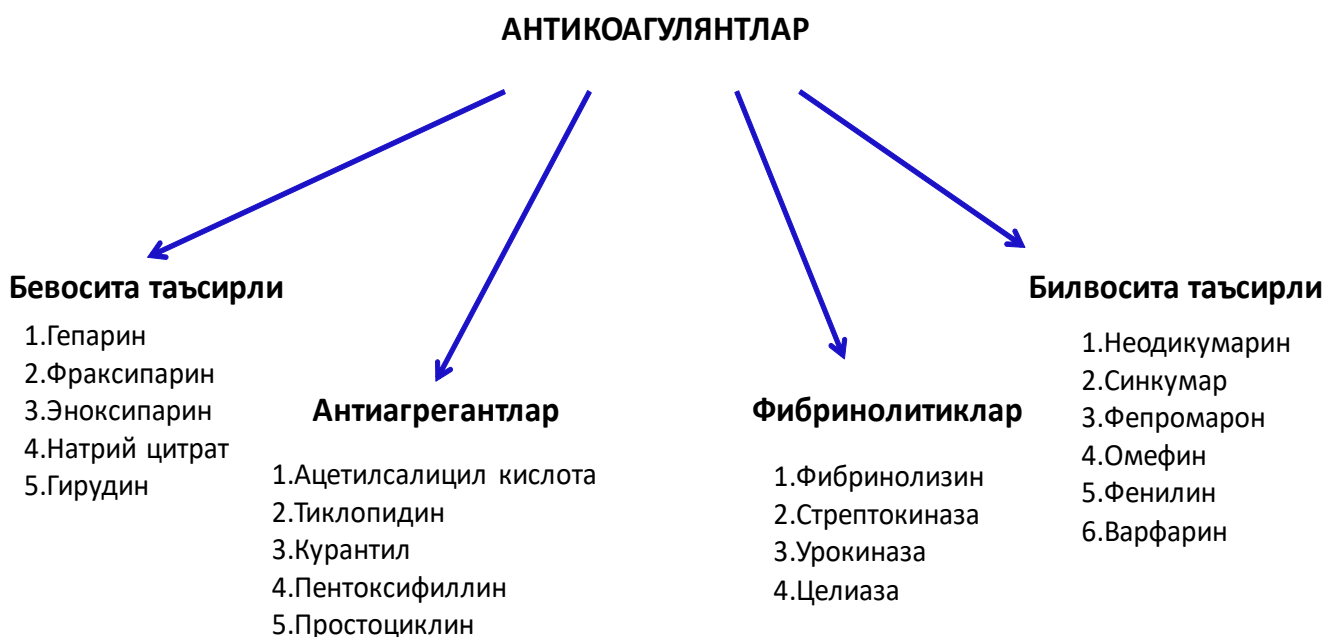 АНТИКОАГУЛЯНТЛАР
Бевосита таъсирли
1.Гепарин
2.Фраксипарин
3.Эноксипарин
4.Натрий цитрат
5.Гирудин
Антиагрегантлар
1.Ацетилсалицил кислота
2.Тиклопидин
3.Курантил
4.Пентоксифиллин
5.Простоциклин
Фибринолитиклар
1.Фибринолизин
2.Стрептокиназа
3.Урокиназа
4.Целиаза
Билвосита таъсирли
1.Неодикумарин
2.Синкумар
3.Фепромарон
4.Омефин
5.Фенилин
6.Варфарин